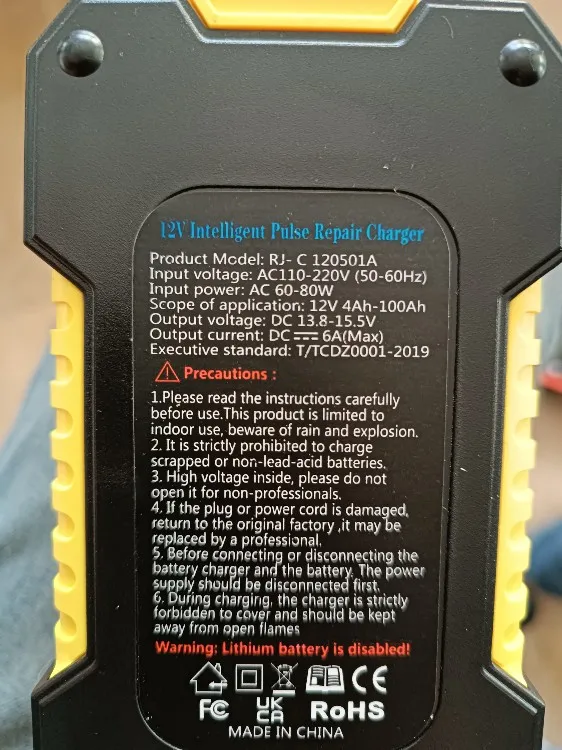 12V Intelligent Pulse Repair Charger
Product Model: RJ- C 120501A
Input voltage: AC110-220V (50-60Hz)
Input power: AC 60-80W
Scope of application: 12V 4Ah-100Ah
Output voltage: DC 13.8-15.5V
Output current: DC 6A(Max)
Executive standard: T/TCDZ0001-2019
Precautions :
1.Please read the instructions carefully
before use.This product is limited to
indoor use, beware of rain and explosion.
2. It is strictly prohibited to charge
scrapped or non-lead-acid batteries.
3. High voltage inside, please do not
open it for non-professionals.
4. If the plug or power cord is damaged,
return to the original factory ,it may be
replaced by a professional.
5. Before connecting or disconnecting the
battery charger and the battery. The power
supply should be disconnected first.
6. During charging, the charger is strictly
forbidden to cover and should be kept
away from open flames
Warning: Lithium battery is disabled!
CE
FC UK CA RoHS
MADE IN CHINA